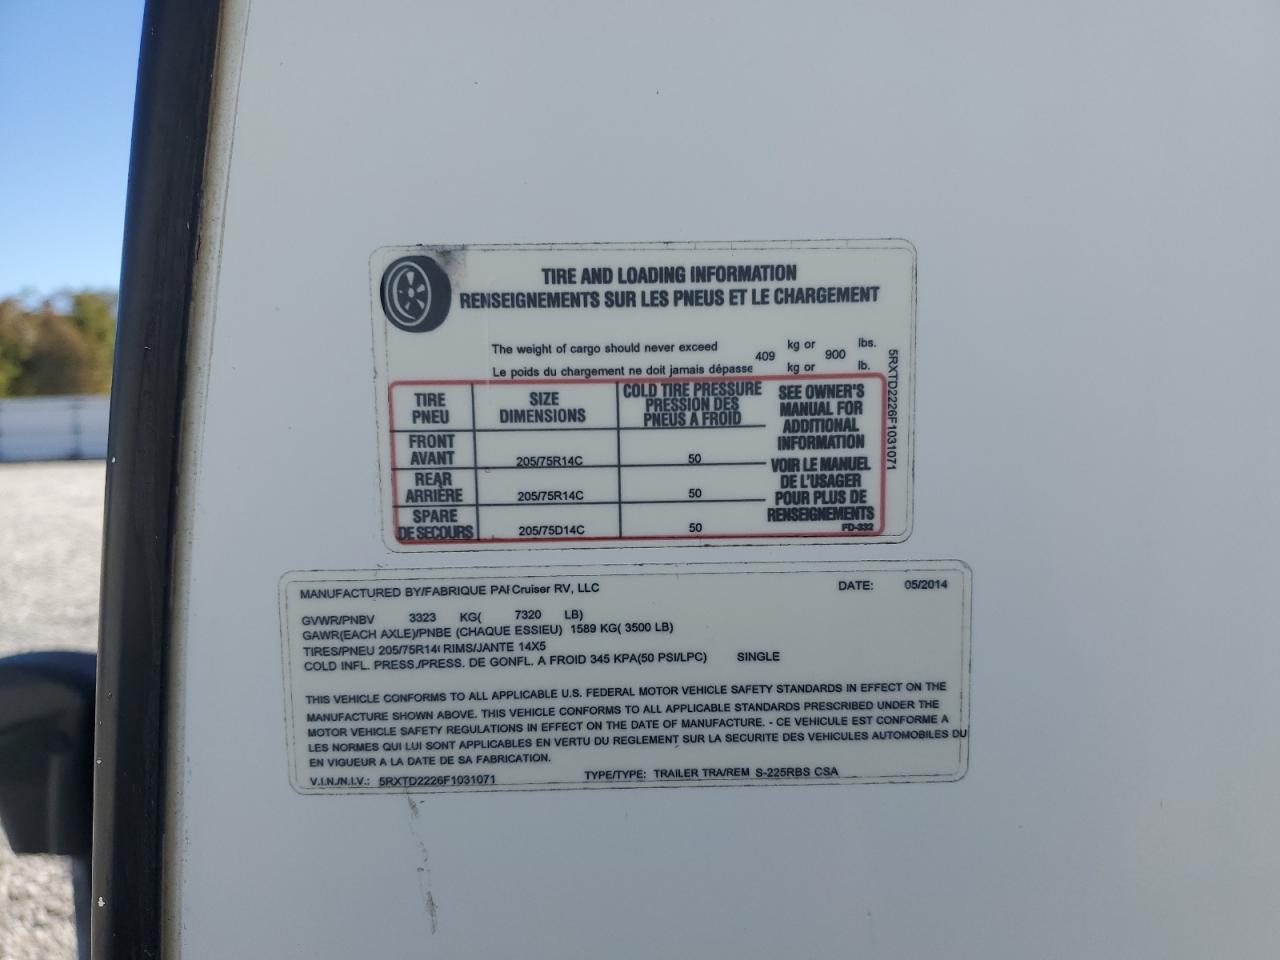 TIRE AND LOADING INFORMATION
RENSEIGNEMENTS SUR LES PNEUS ET LE CHARGEMENT
The weight of cargo should never exceed 409 kg or 900 lbs.
Le poids du chargement ne doit jamais dépasse kg or lb.
TIRE PNEU
SIZE DIMENSIONS
COLD TIRE PRESSURE PRESSION DES PNEUS A FROID
FRONT AVANT 205/75R14C 50
REAR ARRIÈRE 205/75R14C 50
SPARE DE SECOURS 205/75D14C 50
SEE OWNER'S
MANUAL FOR
ADDITIONAL
INFORMATION
VOIR LE MANUEL
DE L'USAGER
POUR PLUS DE
RENSEIGNEMENTS
FD-332
5RXTD2226F1031071
MANUFACTURED BY/FABRIQUE PAR Cruiser RV, LLC DATE: 05/2014
GVWR/PNBV 3323 KG( 7320 LB)
GAWR(EACH AXLE)/PNBE (CHAQUE ESSIEU) 1589 KG( 3500 LB)
TIRES/PNEU 205/75R14( RIMS/JANTE 14X5
COLD INFL. PRESS./PRESS. DE GONFL. A FROID 345 KPA(50 PSI/LPC) SINGLE
THIS VEHICLE CONFORMS TO ALL APPLICABLE U.S. FEDERAL MOTOR VEHICLE SAFETY STANDARDS IN EFFECT ON THE
MANUFACTURE SHOWN ABOVE. THIS VEHICLE CONFORMS TO ALL APPLICABLE STANDARDS PRESCRIBED UNDER THE
MOTOR VEHICLE SAFETY REGULATIONS IN EFFECT ON THE DATE OF MANUFACTURE. - CE VEHICULE EST CONFORME A
LES NORMES QUI LUI SONT APPLICABLES EN VERTU DU REGLEMENT SUR LA SECURITE DES VEHICULES AUTOMOBILES DU
EN VIGUEUR A LA DATE DE SA FABRICATION.
V.I.N./N.I.V.: 5RXTD2226F1031071 TYPE/TYPE: TRAILER TRA/REM S-225RBS CSA